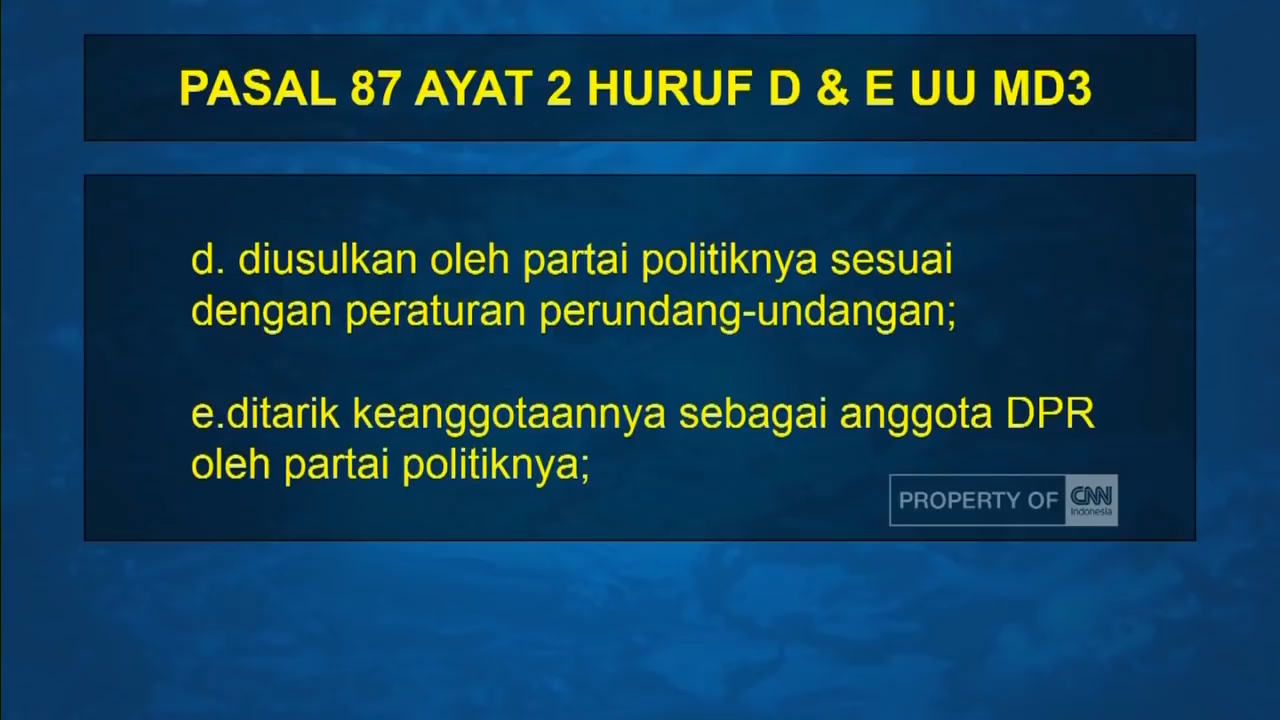 PASAL 87 AYAT 2 HURUF D & E UU MD3
d. diusulkan oleh partai politiknya sesuai
dengan peraturan perundang-undangan;
e.ditarik keanggotaannya sebagai anggota DPR
oleh partai politiknya;
PROPERTY OF CNN Indonesia